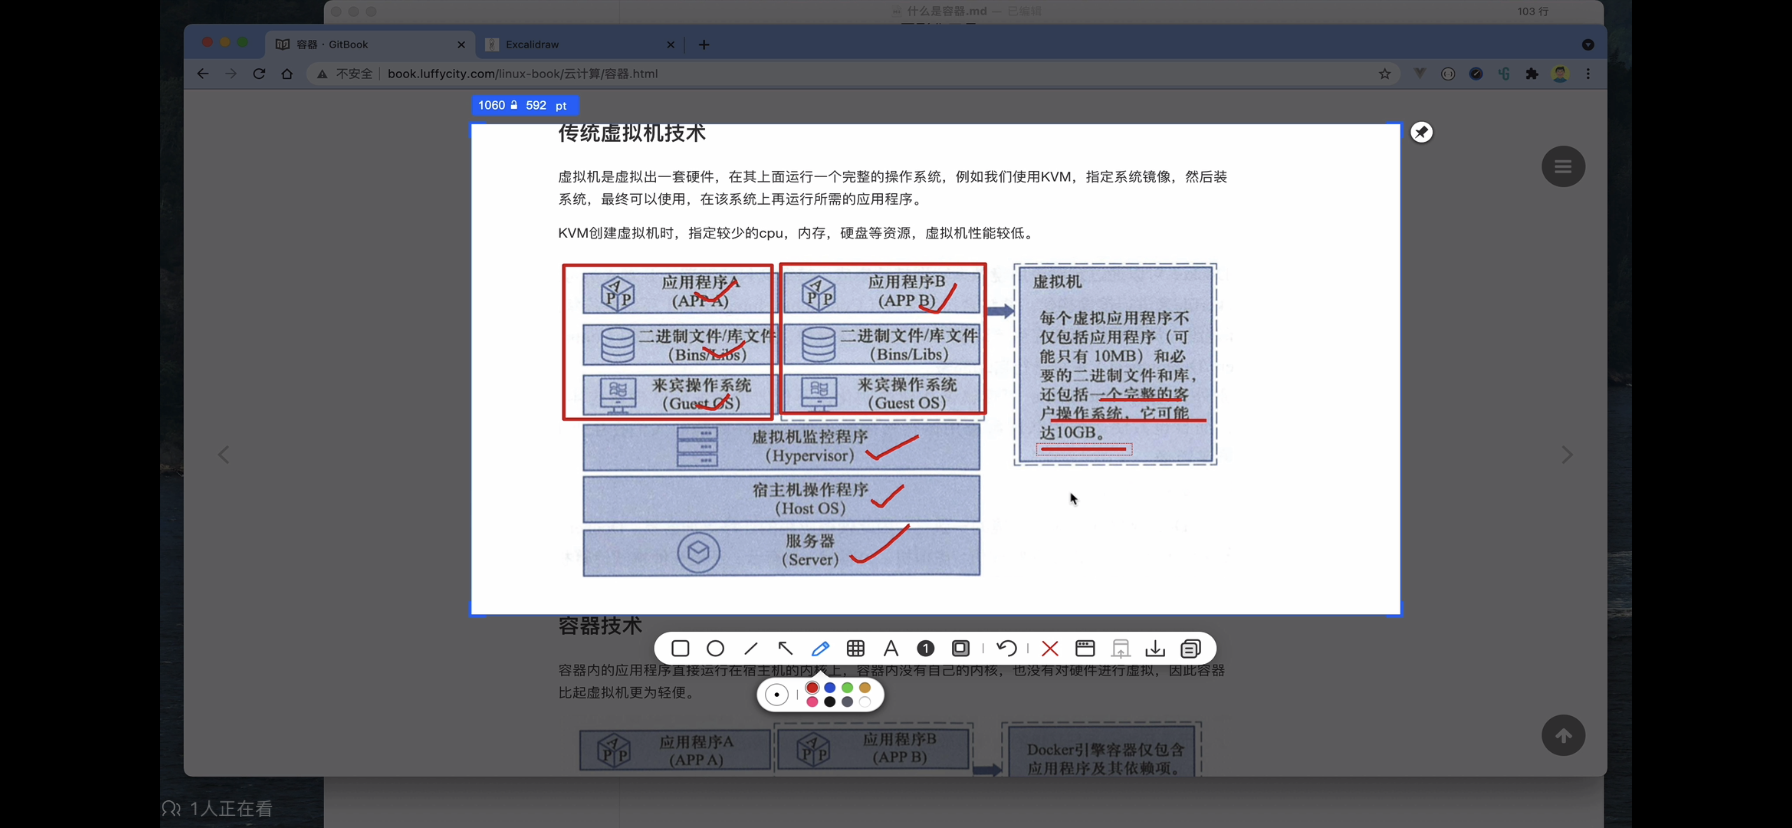 什么是容器.md — 已编辑
103 行
容器 · GitBook
Excalidraw
不安全
book.luffycity.com/linux-book/云计算/容器.html
1060 592 pt
传统虚拟机技术
虚拟机是虚拟出一套硬件，在其上面运行一个完整的操作系统，例如我们使用KVM，指定系统镜像，然后装
系统，最终可以使用，在该系统上再运行所需的应用程序。
KVM创建虚拟机时，指定较少的cpu，内存，硬盘等资源，虚拟机性能较低。
应用程序A
(APP A)
应用程序B
(APP B)
二进制文件/库文件
(Bins/Libs)
二进制文件/库文件
(Bins/Libs)
来宾操作系统
(Guest OS)
来宾操作系统
(Guest OS)
虚拟机监控程序
(Hypervisor)
宿主机操作程序
(Host OS)
服务器
(Server)
虚拟机
每个虚拟应用程序不
仅包括应用程序（可
能只有 10MB）和必
要的二进制文件和库，
还包括一个完整的客
户操作系统，它可能
达10GB。
容器技术
容器内的应用程序直接运行在宿主机的内核上，容器内没有自己的内核，也没有对硬件进行虚拟，因此容器
比起虚拟机更为轻便。
应用程序A
(APP A)
应用程序B
(APP B)
Docker引擎容器仅包含
应用程序及其依赖项。
A
1
1人正在看